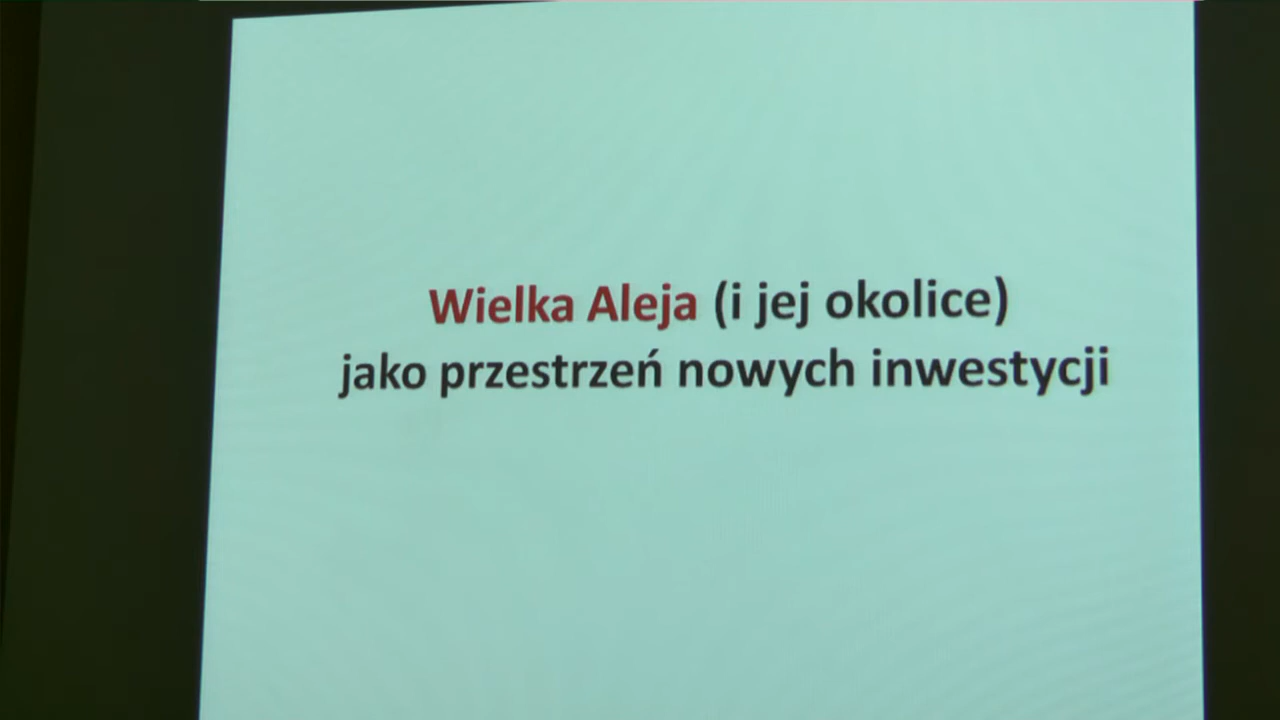 Wielka Aleja (i jej okolice)
jako przestrzeń nowych inwestycji